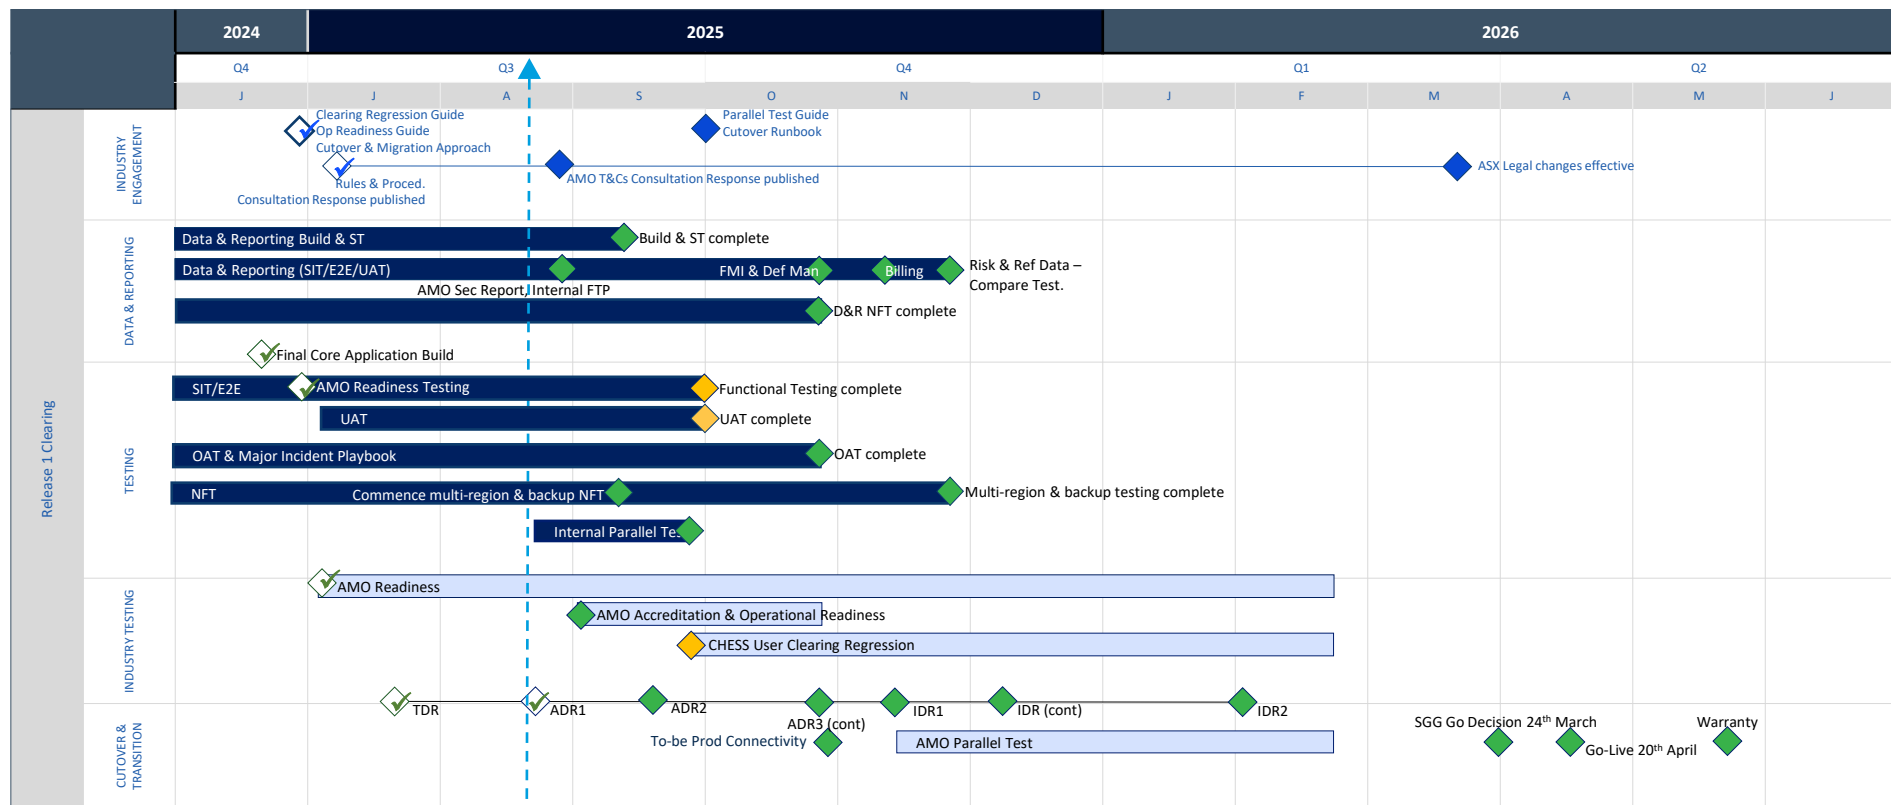 2024
2025
2026
Q4
Q3
Q4
Q1
Q2
J
J
A
S
O
N
D
J
F
M
A
M
J
Release 1 Clearing
INDUSTRY
ENGAGEMENT
Clearing Regression Guide
Op Readiness Guide
Cutover & Migration Approach
Parallel Test Guide
Cutover Runbook
Rules & Proced.
Consultation Response published
AMO T&Cs Consultation Response published
ASX Legal changes effective
DATA & REPORTING
Data & Reporting Build & ST
Build & ST complete
Data & Reporting (SIT/E2E/UAT)
FMI & Def Man
Billing
Risk & Ref Data –
Compare Test.
AMO Sec Report, Internal FTP
D&R NFT complete
Final Core Application Build
TESTING
SIT/E2E
AMO Readiness Testing
Functional Testing complete
UAT
UAT complete
OAT & Major Incident Playbook
OAT complete
NFT
Commence multi-region & backup NFT
Multi-region & backup testing complete
Internal Parallel Tes
INDUSTRY TESTING
AMO Readiness
AMO Accreditation & Operational Readiness
CHESS User Clearing Regression
CUTOVER &
TRANSITION
TDR
ADR1
ADR2
ADR3 (cont)
IDR1
IDR (cont)
IDR2
To-be Prod Connectivity
AMO Parallel Test
SGG Go Decision 24th March
Go-Live 20th April
Warranty